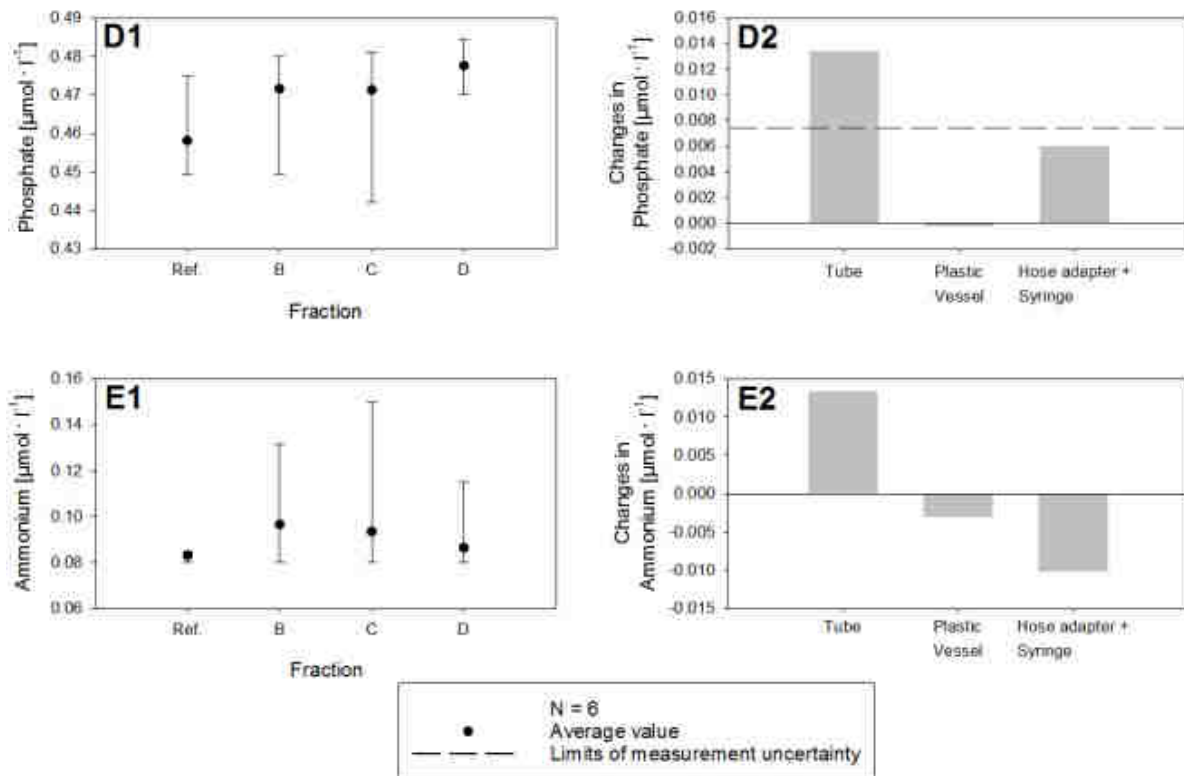 D1
Phosphate [µmol · l⁻¹]
0.49
0.48
0.47
0.46
0.45
0.44
0.43
Ref.
B
C
D
Fraction
D2
Changes in
Phosphate [µmol · l⁻¹]
0.016
0.014
0.012
0.010
0.008
0.006
0.004
0.002
0.000
-0.002
Tube
Plastic
Vessel
Hose adapter +
Syringe
E1
Ammonium [µmol · l⁻¹]
0.16
0.14
0.12
0.10
0.08
0.06
Ref.
B
C
D
Fraction
E2
Changes in
Ammonium [µmol · l⁻¹]
0.015
0.010
0.005
0.000
-0.005
-0.010
-0.015
Tube
Plastic
Vessel
Hose adapter +
Syringe
N = 6
Average value
Limits of measurement uncertainty